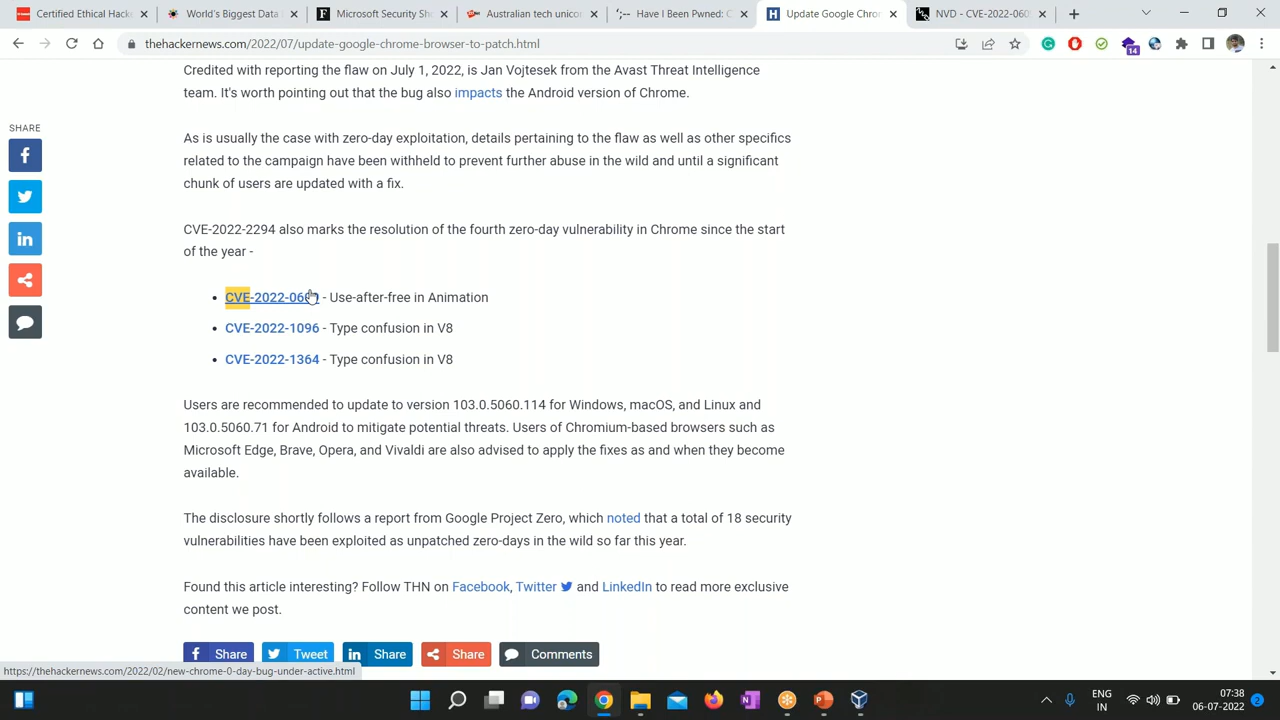 Certified Ethical Hacke
World's Biggest Data
Microsoft Security She
Australian tech unico
Have I Been Pwned: C
Update Google Chro
NVD - CVE-2022-060
thehackernews.com/2022/07/update-google-chrome-browser-to-patch.html
14
Credited with reporting the flaw on July 1, 2022, is Jan Vojtesek from the Avast Threat Intelligence
team. It's worth pointing out that the bug also impacts the Android version of Chrome.
SHARE
As is usually the case with zero-day exploitation, details pertaining to the flaw as well as other specifics
related to the campaign have been withheld to prevent further abuse in the wild and until a significant
chunk of users are updated with a fix.
CVE-2022-2294 also marks the resolution of the fourth zero-day vulnerability in Chrome since the start
of the year -
• CVE-2022-0609 - Use-after-free in Animation
• CVE-2022-1096 - Type confusion in V8
• CVE-2022-1364 - Type confusion in V8
Users are recommended to update to version 103.0.5060.114 for Windows, macOS, and Linux and
103.0.5060.71 for Android to mitigate potential threats. Users of Chromium-based browsers such as
Microsoft Edge, Brave, Opera, and Vivaldi are also advised to apply the fixes as and when they become
available.
The disclosure shortly follows a report from Google Project Zero, which noted that a total of 18 security
vulnerabilities have been exploited as unpatched zero-days in the wild so far this year.
Found this article interesting? Follow THN on Facebook, Twitter and LinkedIn to read more exclusive
content we post.
Share Tweet Share Share Comments
https://thehackernews.com/2022/02/new-chrome-0-day-bug-under-active.html
ENG
IN
07:38
06-07-2022
2